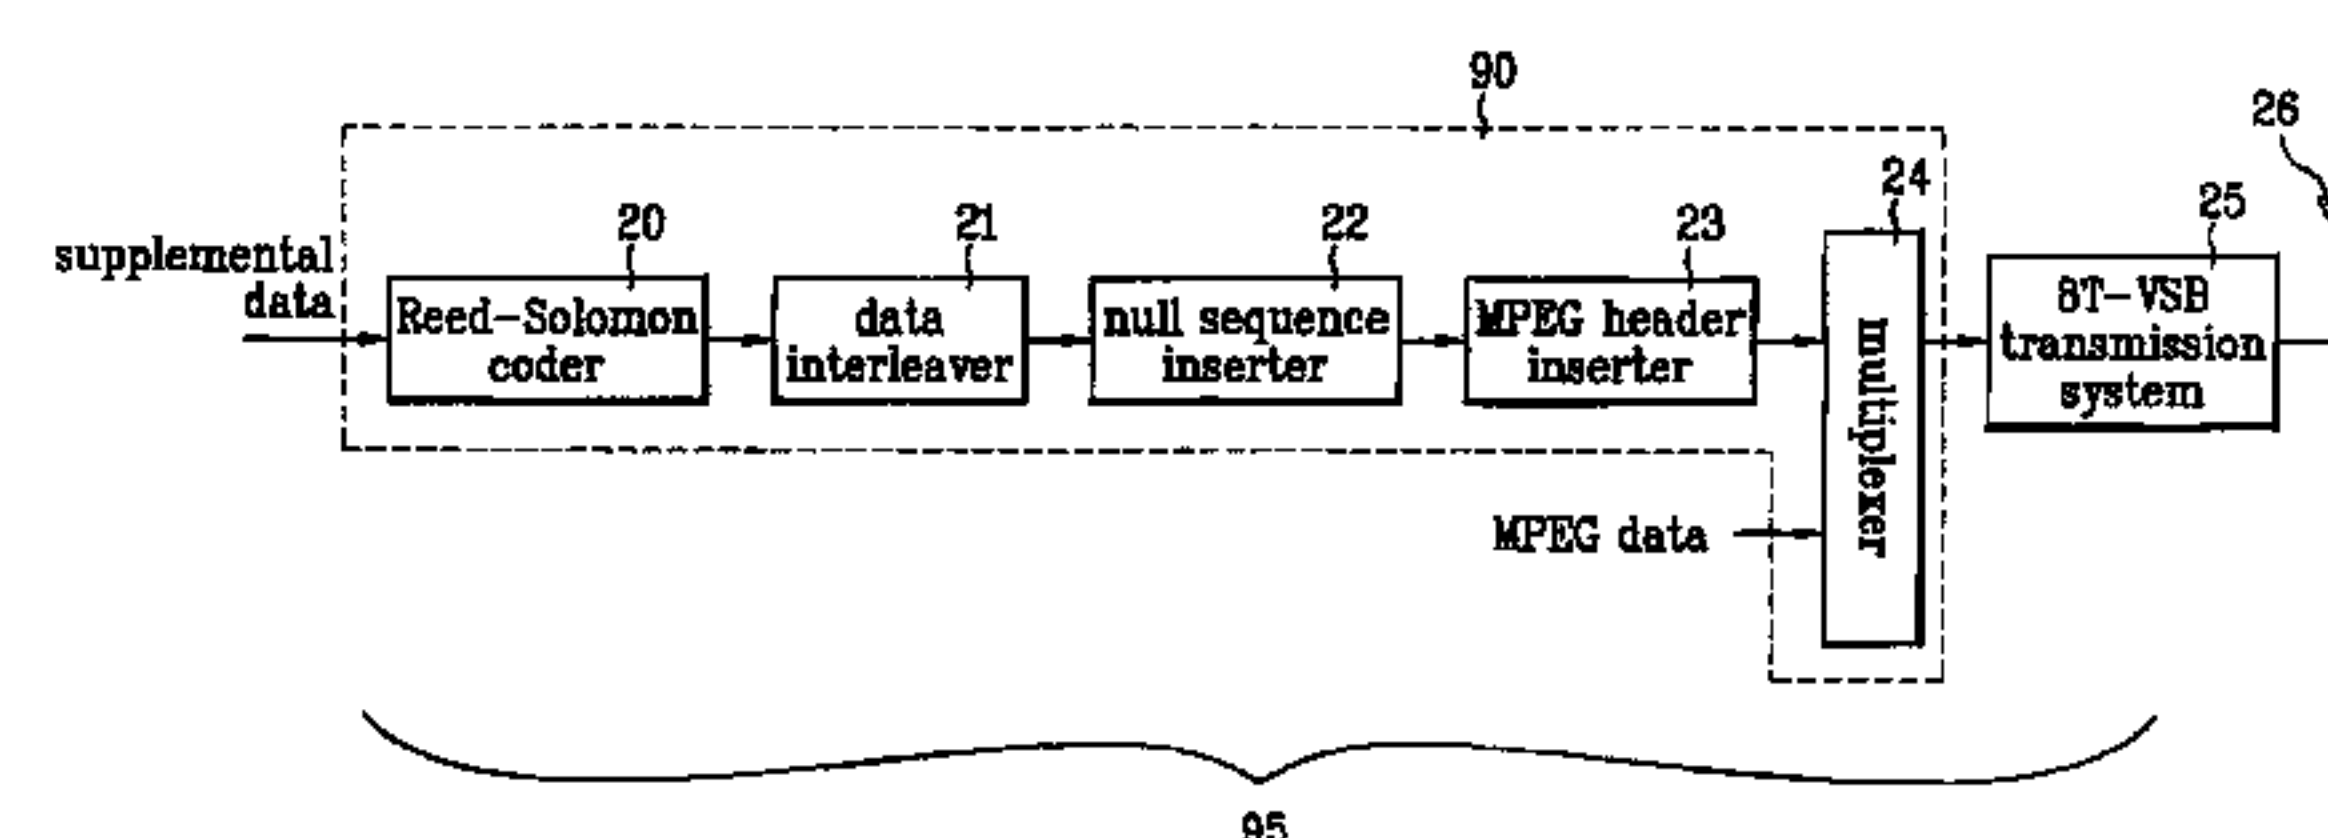 90
26
24
25
20
21
22
23
supplemental
data
Reed-Solomon
coder
data
interleaver
null sequence
inserter
MPEG header
inserter
multiplexer
8T-VSB
transmission
system
MPEG data
95